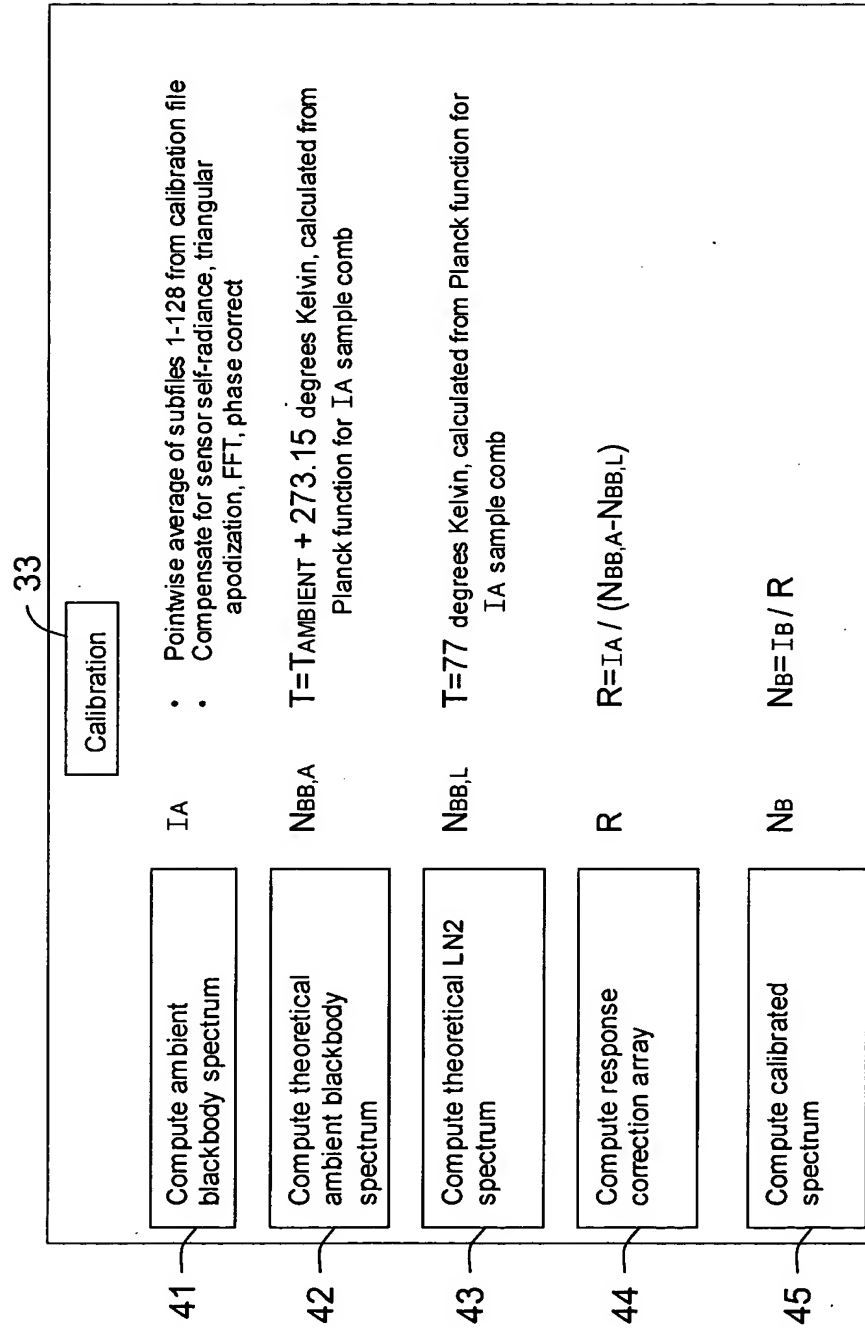 33
Calibration
41
Compute ambient
blackbody spectrum
IA
• Pointwise average of subfiles 1-128 from calibration file
• Compensate for sensor self-radiance, triangular
apodization, FFT, phase correct
42
Compute theoretical
ambient blackbody
spectrum
NBB,A
T=TAMBIENT + 273.15 degrees Kelvin, calculated from
Planck function for IA sample comb
43
Compute theoretical LN2
spectrum
NBB,L
T=77 degrees Kelvin, calculated from Planck function for
IA sample comb
44
Compute response
correction array
R
R=IA / (NBB,A-NBB,L)
45
Compute calibrated
spectrum
NB
NB=IB / R